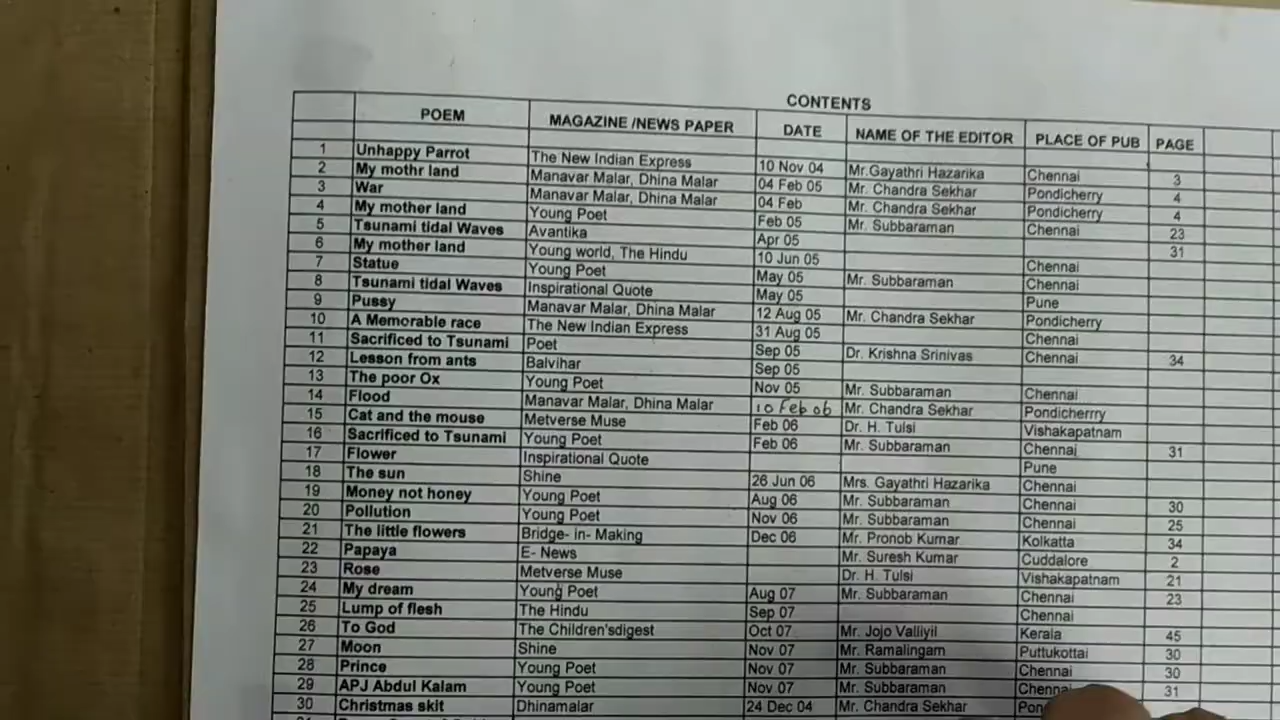 CONTENTS
POEM MAGAZINE /NEWS PAPER DATE NAME OF THE EDITOR PLACE OF PUB PAGE
1 Unhappy Parrot The New Indian Express 10 Nov 04 Mr.Gayathri Hazarika Chennai 3
2 My mothr land Manavar Malar, Dhina Malar 04 Feb 05 Mr. Chandra Sekhar Pondicherry 4
3 War Manavar Malar, Dhina Malar 04 Feb Mr. Chandra Sekhar Pondicherry 4
4 My mother land Young Poet Feb 05 Mr. Subbaraman Chennai 23
5 Tsunami tidal Waves Avantika Apr 05 31
6 My mother land Young world, The Hindu 10 Jun 05 Chennai
7 Statue Young Poet May 05 Mr. Subbaraman Chennai
8 Tsunami tidal Waves Inspirational Quote May 05 Pune
9 Pussy Manavar Malar, Dhina Malar 12 Aug 05 Mr. Chandra Sekhar Pondicherry
10 A Memorable race The New Indian Express 31 Aug 05 Chennai
11 Sacrificed to Tsunami Poet Sep 05 Dr. Krishna Srinivas Chennai 34
12 Lesson from ants Balvihar Sep 05
13 The poor Ox Young Poet Nov 05 Mr. Subbaraman Chennai
14 Flood Manavar Malar, Dhina Malar 10 Feb 06 Mr. Chandra Sekhar Pondicherrry
15 Cat and the mouse Metverse Muse Feb 06 Dr. H. Tulsi Vishakapatnam
16 Sacrificed to Tsunami Young Poet Feb 06 Mr. Subbaraman Chennai 31
17 Flower Inspirational Quote Pune
18 The sun Shine 26 Jun 06 Mrs. Gayathri Hazarika Chennai
19 Money not honey Young Poet Aug 06 Mr. Subbaraman Chennai 30
20 Pollution Young Poet Nov 06 Mr. Subbaraman Chennai 25
21 The little flowers Bridge- in- Making Dec 06 Mr. Pronob Kumar Kolkatta 34
22 Papaya E- News Mr. Suresh Kumar Cuddalore 2
23 Rose Metverse Muse Dr. H. Tulsi Vishakapatnam 21
24 My dream Young Poet Aug 07 Mr. Subbaraman Chennai 23
25 Lump of flesh The Hindu Sep 07 Chennai
26 To God The Children'sdigest Oct 07 Mr. Jojo Valliyil Kerala 45
27 Moon Shine Nov 07 Mr. Ramalingam Puttukottai 30
28 Prince Young Poet Nov 07 Mr. Subbaraman Chennai 30
29 APJ Abdul Kalam Young Poet Nov 07 Mr. Subbaraman Chennai 31
30 Christmas skit Dhinamalar 24 Dec 04 Mr. Chandra Sekhar